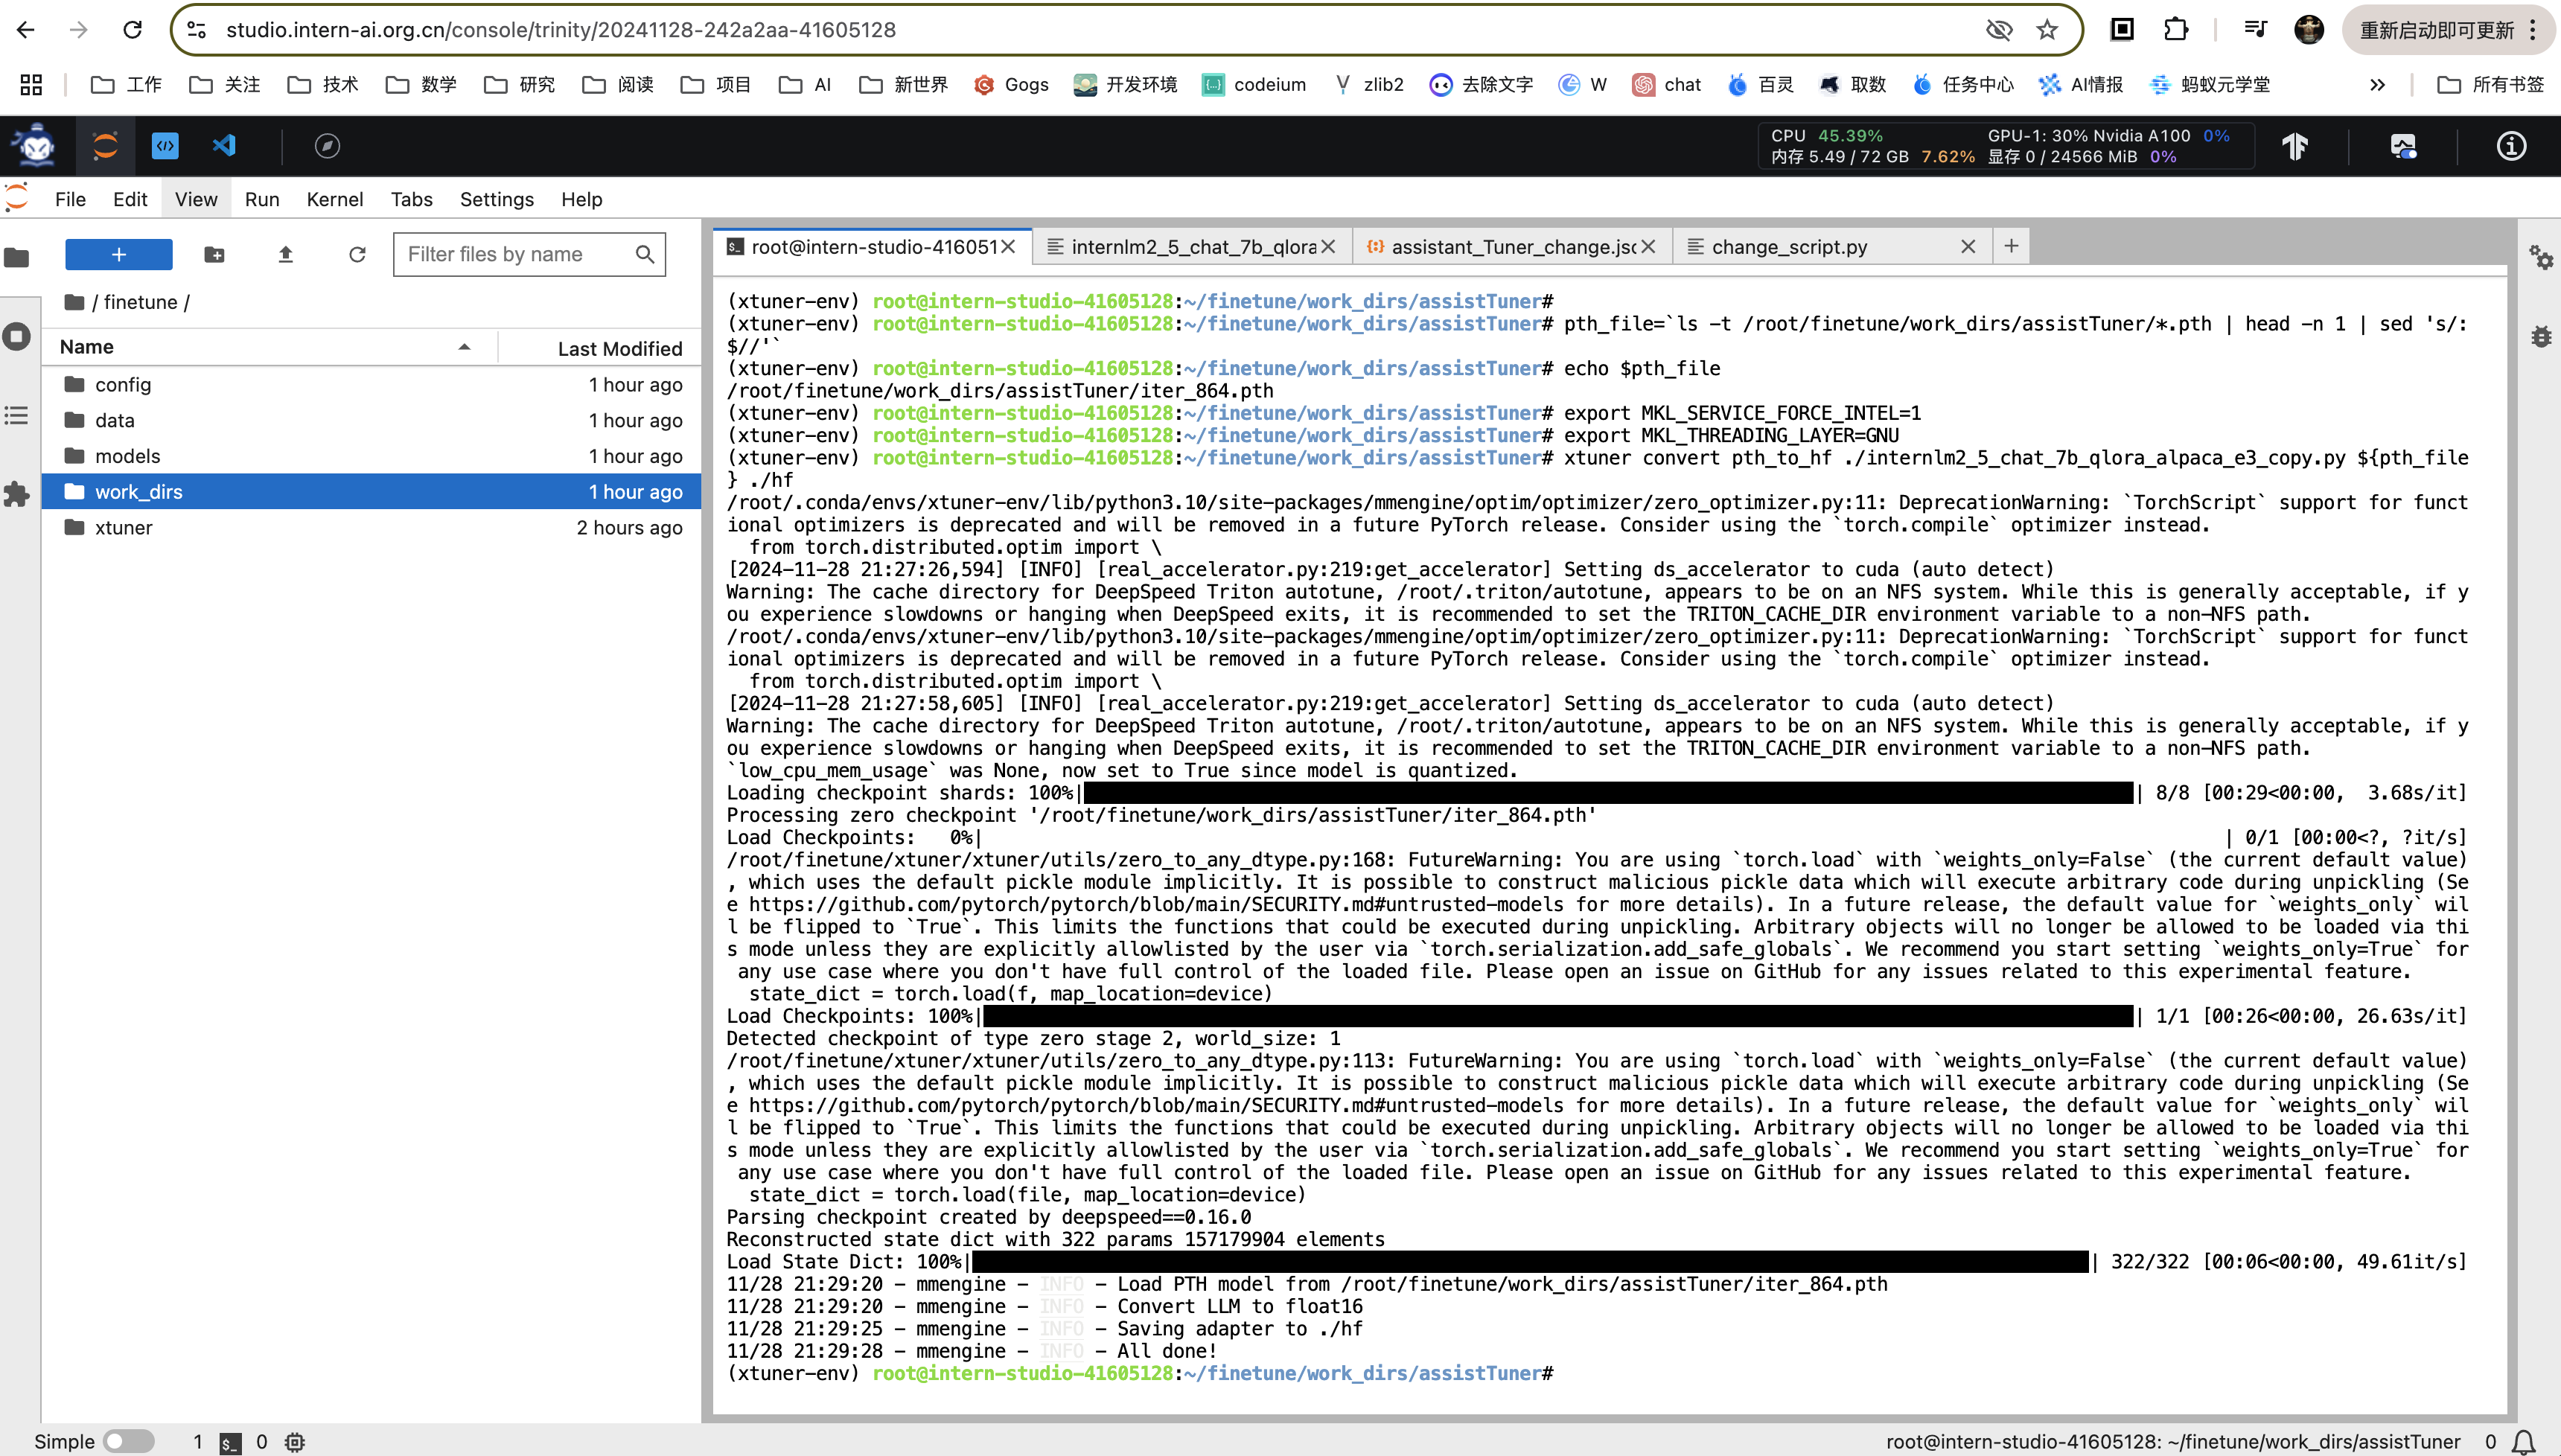 studio.intern-ai.org.cn/console/trinity/20241128-242a2aa-41605128
重新启动即可更新
工作 关注 技术 数学 研究 阅读 项目 AI 新世界 Gogs 开发环境 codeium zlib2 去除文字 W chat 百灵 取数 任务中心 AI情报 蚂蚁元学堂 » 所有书签
CPU 45.39% GPU-1: 30% Nvidia A100 0%
内存 5.49 / 72 GB 7.62% 显存 0 / 24566 MiB 0%
File Edit View Run Kernel Tabs Settings Help
Filter files by name
/ finetune /
Name Last Modified
config 1 hour ago
data 1 hour ago
models 1 hour ago
work_dirs 1 hour ago
xtuner 2 hours ago
root@intern-studio-416051 internlm2_5_chat_7b_qlora assistant_Tuner_change.jsc change_script.py
(xtuner-env) root@intern-studio-41605128:~/finetune/work_dirs/assistTuner#
(xtuner-env) root@intern-studio-41605128:~/finetune/work_dirs/assistTuner# pth_file=`ls -t /root/finetune/work_dirs/assistTuner/*.pth | head -n 1 | sed 's/:
$//'`
(xtuner-env) root@intern-studio-41605128:~/finetune/work_dirs/assistTuner# echo $pth_file
/root/finetune/work_dirs/assistTuner/iter_864.pth
(xtuner-env) root@intern-studio-41605128:~/finetune/work_dirs/assistTuner# export MKL_SERVICE_FORCE_INTEL=1
(xtuner-env) root@intern-studio-41605128:~/finetune/work_dirs/assistTuner# export MKL_THREADING_LAYER=GNU
(xtuner-env) root@intern-studio-41605128:~/finetune/work_dirs/assistTuner# xtuner convert pth_to_hf ./internlm2_5_chat_7b_qlora_alpaca_e3_copy.py ${pth_file
} ./hf
/root/.conda/envs/xtuner-env/lib/python3.10/site-packages/mmengine/optim/optimizer/zero_optimizer.py:11: DeprecationWarning: `TorchScript` support for funct
ional optimizers is deprecated and will be removed in a future PyTorch release. Consider using the `torch.compile` optimizer instead.
from torch.distributed.optim import \
[2024-11-28 21:27:26,594] [INFO] [real_accelerator.py:219:get_accelerator] Setting ds_accelerator to cuda (auto detect)
Warning: The cache directory for DeepSpeed Triton autotune, /root/.triton/autotune, appears to be on an NFS system. While this is generally acceptable, if y
ou experience slowdowns or hanging when DeepSpeed exits, it is recommended to set the TRITON_CACHE_DIR environment variable to a non-NFS path.
/root/.conda/envs/xtuner-env/lib/python3.10/site-packages/mmengine/optim/optimizer/zero_optimizer.py:11: DeprecationWarning: `TorchScript` support for funct
ional optimizers is deprecated and will be removed in a future PyTorch release. Consider using the `torch.compile` optimizer instead.
from torch.distributed.optim import \
[2024-11-28 21:27:58,605] [INFO] [real_accelerator.py:219:get_accelerator] Setting ds_accelerator to cuda (auto detect)
Warning: The cache directory for DeepSpeed Triton autotune, /root/.triton/autotune, appears to be on an NFS system. While this is generally acceptable, if y
ou experience slowdowns or hanging when DeepSpeed exits, it is recommended to set the TRITON_CACHE_DIR environment variable to a non-NFS path.
`low_cpu_mem_usage` was None, now set to True since model is quantized.
Loading checkpoint shards: 100%| | 8/8 [00:29<00:00, 3.68s/it]
Processing zero checkpoint '/root/finetune/work_dirs/assistTuner/iter_864.pth'
Load Checkpoints: 0%| | 0/1 [00:00<?, ?it/s]
/root/finetune/xtuner/xtuner/utils/zero_to_any_dtype.py:168: FutureWarning: You are using `torch.load` with `weights_only=False` (the current default value)
, which uses the default pickle module implicitly. It is possible to construct malicious pickle data which will execute arbitrary code during unpickling (Se
e https://github.com/pytorch/pytorch/blob/main/SECURITY.md#untrusted-models for more details). In a future release, the default value for `weights_only` wil
l be flipped to `True`. This limits the functions that could be executed during unpickling. Arbitrary objects will no longer be allowed to be loaded via thi
s mode unless they are explicitly allowlisted by the user via `torch.serialization.add_safe_globals`. We recommend you start setting `weights_only=True` for
any use case where you don't have full control of the loaded file. Please open an issue on GitHub for any issues related to this experimental feature.
state_dict = torch.load(f, map_location=device)
Load Checkpoints: 100%| | 1/1 [00:26<00:00, 26.63s/it]
Detected checkpoint of type zero stage 2, world_size: 1
/root/finetune/xtuner/xtuner/utils/zero_to_any_dtype.py:113: FutureWarning: You are using `torch.load` with `weights_only=False` (the current default value)
, which uses the default pickle module implicitly. It is possible to construct malicious pickle data which will execute arbitrary code during unpickling (Se
e https://github.com/pytorch/pytorch/blob/main/SECURITY.md#untrusted-models for more details). In a future release, the default value for `weights_only` wil
l be flipped to `True`. This limits the functions that could be executed during unpickling. Arbitrary objects will no longer be allowed to be loaded via thi
s mode unless they are explicitly allowlisted by the user via `torch.serialization.add_safe_globals`. We recommend you start setting `weights_only=True` for
any use case where you don't have full control of the loaded file. Please open an issue on GitHub for any issues related to this experimental feature.
state_dict = torch.load(file, map_location=device)
Parsing checkpoint created by deepspeed==0.16.0
Reconstructed state dict with 322 params 157179904 elements
Load State Dict: 100%| | 322/322 [00:06<00:00, 49.61it/s]
11/28 21:29:20 - mmengine - INFO - Load PTH model from /root/finetune/work_dirs/assistTuner/iter_864.pth
11/28 21:29:20 - mmengine - INFO - Convert LLM to float16
11/28 21:29:25 - mmengine - INFO - Saving adapter to ./hf
11/28 21:29:28 - mmengine - INFO - All done!
(xtuner-env) root@intern-studio-41605128:~/finetune/work_dirs/assistTuner#
Simple 1 0 root@intern-studio-41605128: ~/finetune/work_dirs/assistTuner 0